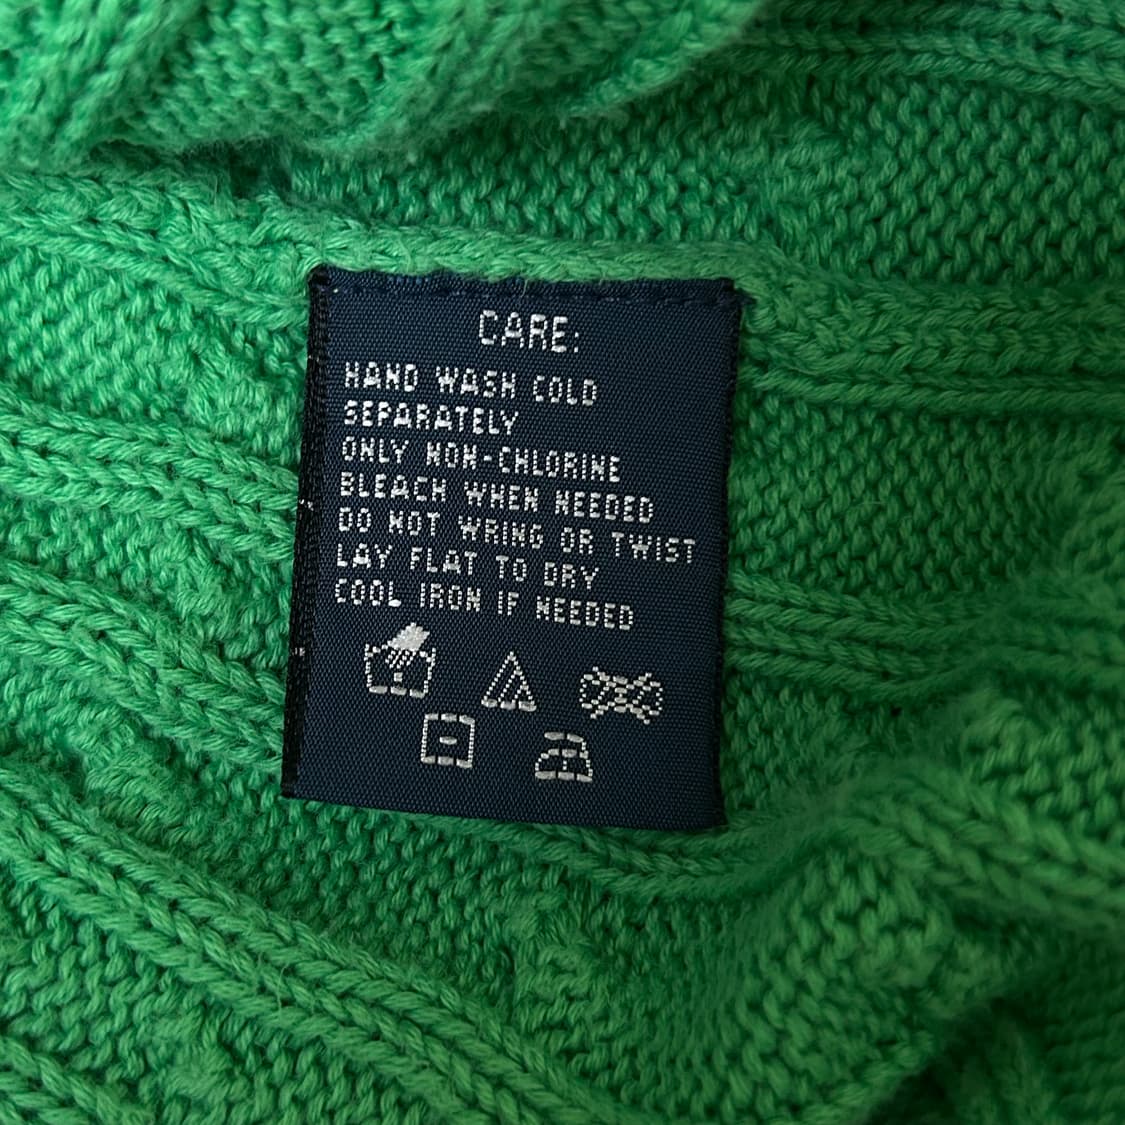 CARE:
HAND WASH COLD
SEPARATELY
ONLY NON-CHLORINE
BLEACH WHEN NEEDED
DO NOT WRING OR TWIST
LAY FLAT TO DRY
COOL IRON IF NEEDED